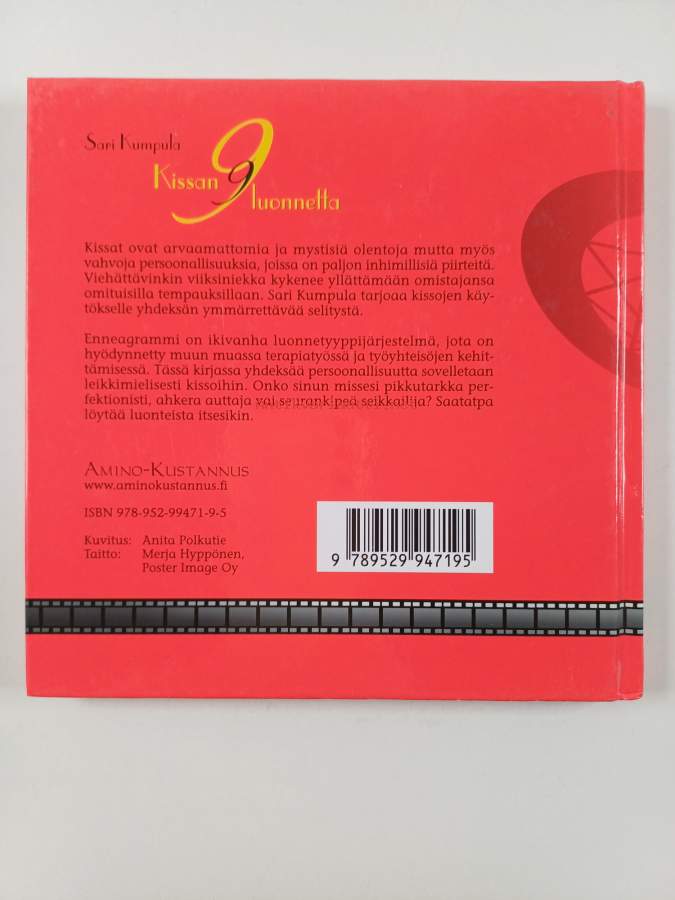 Sari Kumpula
Kissan 9 luonnetta
Kissat ovat arvaamattomia ja mystisiä olentoja mutta myös
vahvoja persoonallisuuksia, joissa on paljon inhimillisiä piirteitä.
Viehättävinkin viiksiniekka kykenee yllättämään omistajansa
omituisilla tempauksillaan. Sari Kumpula tarjoaa kissojen käy-
tökselle yhdeksän ymmärrettävää selitystä.
Enneagrammi on ikivanha luonnetyyppijärjestelmä, jota on
hyödynnetty muun muassa terapiatyössä ja työyhteisöjen kehit-
tämisessä. Tässä kirjassa yhdeksää persoonallisuutta sovelletaan
leikkimielisesti kissoihin. Onko sinun missesi pikkutarkka per-
fektionisti, ahkera auttaja vai seurankipeä seikkailija? Saatatpa
löytää luonteista itsesikin.
Amino-Kustannus
www.aminokustannus.fi
ISBN 978-952-99471-9-5
Kuvitus: Anita Polkutie
Taitto: Merja Hyppönen,
Poster Image Oy
9 789529 947195